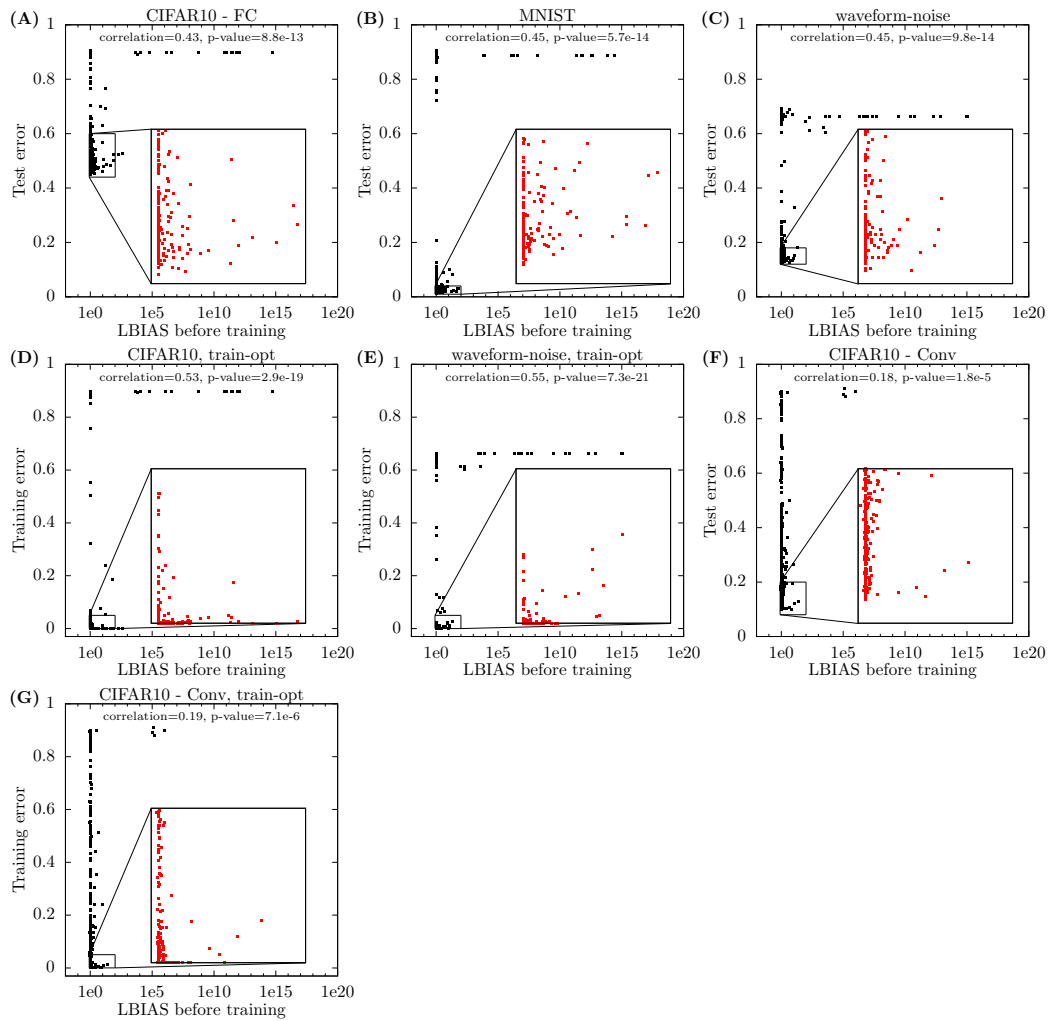 (A) CIFAR10 - FC
correlation=0.43, p-value=8.8e-13
1
0.8
0.6
0.4
0.2
0
Test error
1e0 1e5 1e10 1e15 1e20
LBIAS before training
(B) MNIST
correlation=0.45, p-value=5.7e-14
1
0.8
0.6
0.4
0.2
0
Test error
1e0 1e5 1e10 1e15 1e20
LBIAS before training
(C) waveform-noise
correlation=0.45, p-value=9.8e-14
1
0.8
0.6
0.4
0.2
0
Test error
1e0 1e5 1e10 1e15 1e20
LBIAS before training
(D) CIFAR10, train-opt
correlation=0.53, p-value=2.9e-19
1
0.8
0.6
0.4
0.2
0
Training error
1e0 1e5 1e10 1e15 1e20
LBIAS before training
(E) waveform-noise, train-opt
correlation=0.55, p-value=7.3e-21
1
0.8
0.6
0.4
0.2
0
Training error
1e0 1e5 1e10 1e15 1e20
LBIAS before training
(F) CIFAR10 - Conv
correlation=0.18, p-value=1.8e-5
1
0.8
0.6
0.4
0.2
0
Test error
1e0 1e5 1e10 1e15 1e20
LBIAS before training
(G) CIFAR10 - Conv, train-opt
correlation=0.19, p-value=7.1e-6
1
0.8
0.6
0.4
0.2
0
Training error
1e0 1e5 1e10 1e15 1e20
LBIAS before training